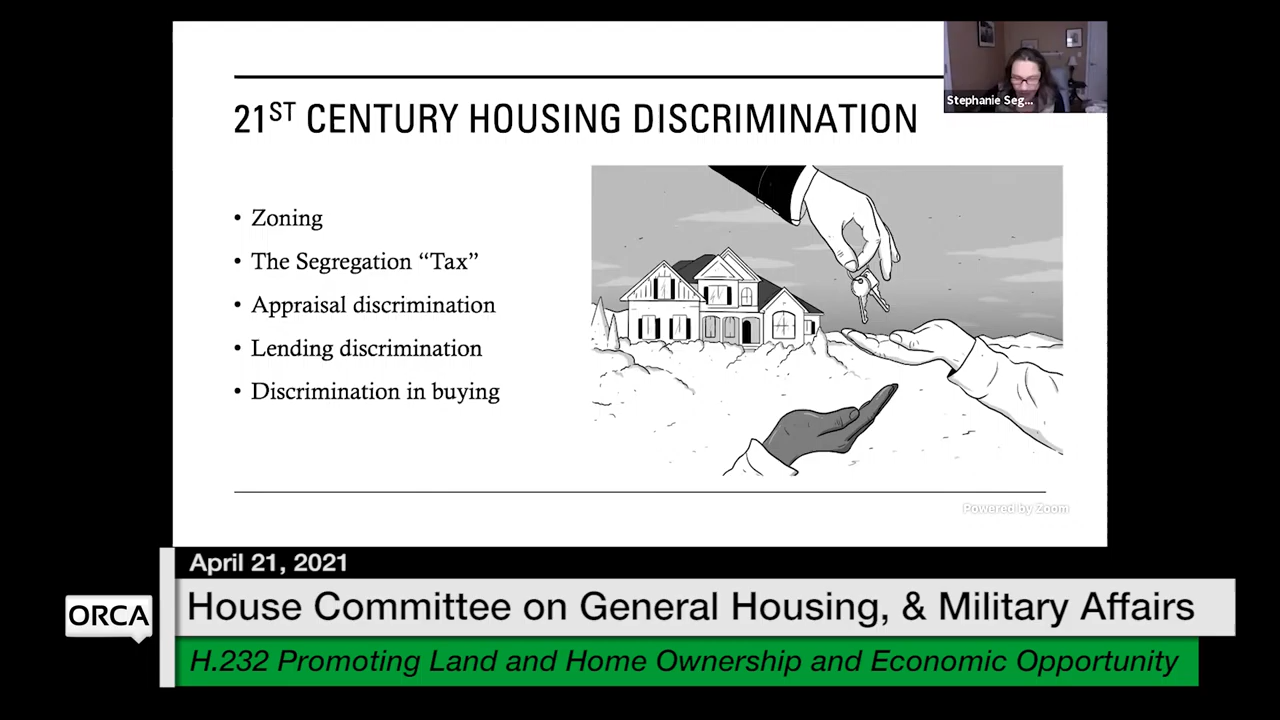 Stephanie Seg...
21ST CENTURY HOUSING DISCRIMINATION
• Zoning
• The Segregation “Tax”
• Appraisal discrimination
• Lending discrimination
• Discrimination in buying
Powered by Zoom
April 21, 2021
ORCA
House Committee on General Housing, & Military Affairs
H.232 Promoting Land and Home Ownership and Economic Opportunity